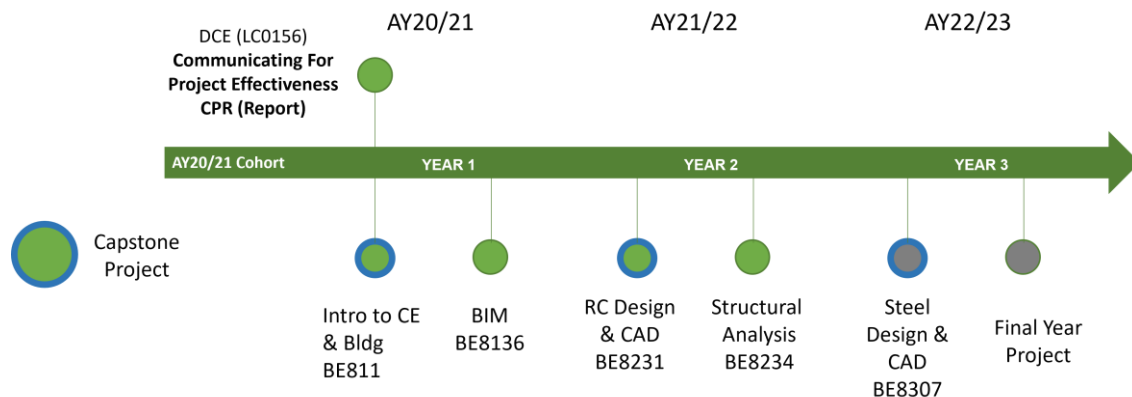 AY20/21
AY21/22
AY22/23
DCE (LC0156)
Communicating For
Project Effectiveness
CPR (Report)
AY20/21 Cohort
YEAR 1
YEAR 2
YEAR 3
Capstone
Project
Intro to CE
& Bldg
BE811
BIM
BE8136
RC Design
& CAD
BE8231
Structural
Analysis
BE8234
Steel
Design &
CAD
BE8307
Final Year
Project